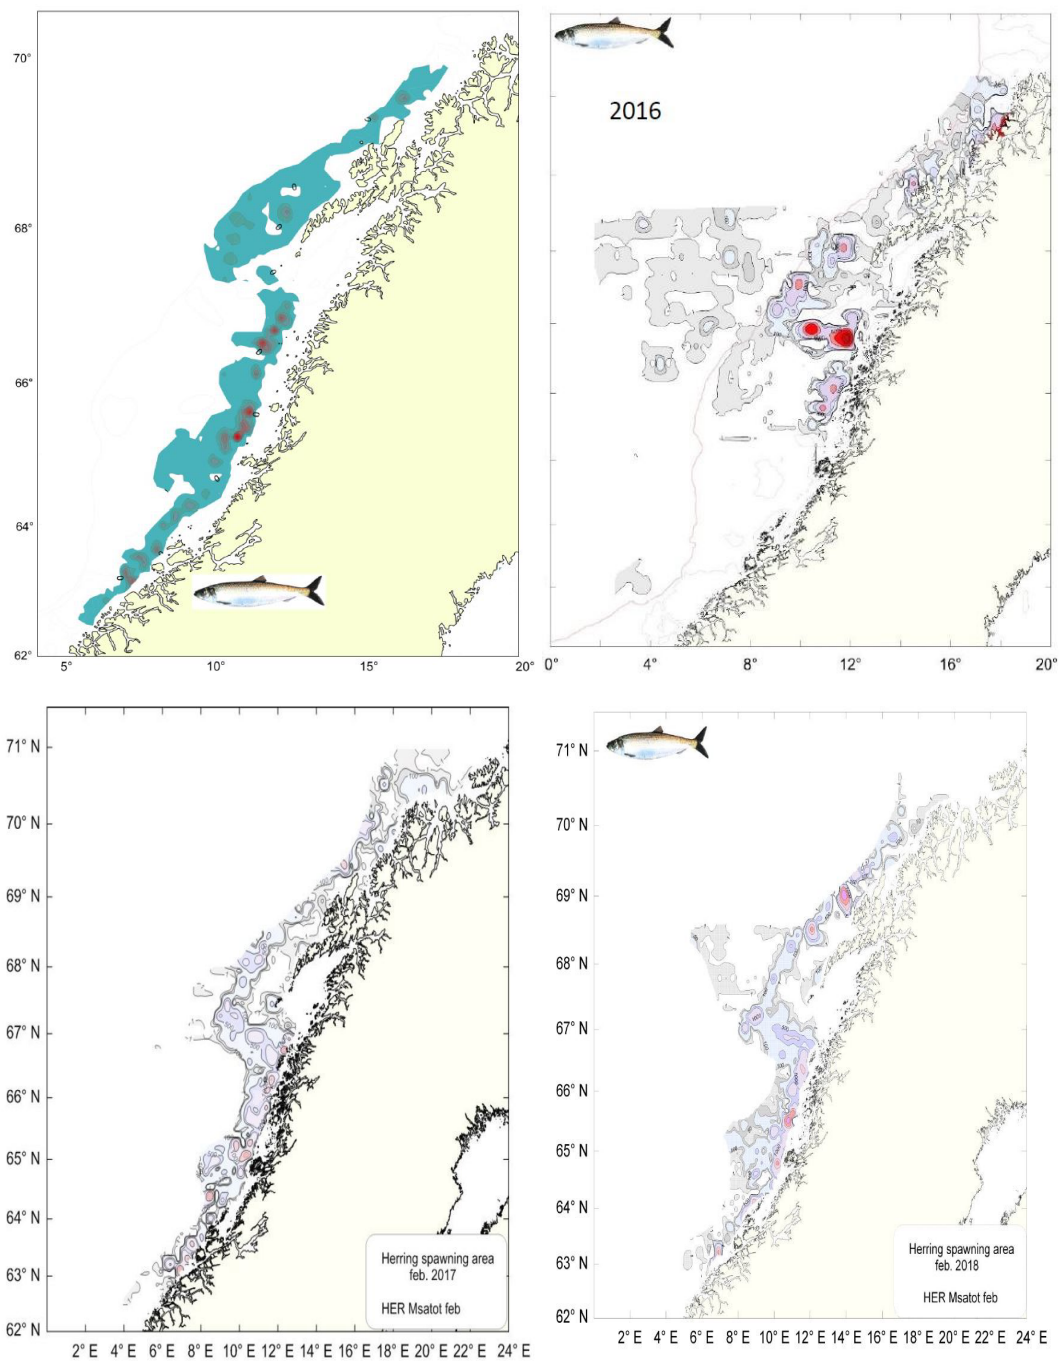 70°
68°
66°
64°
62°
5°
10°
15°
20°
2016
0°
4°
8°
12°
16°
20°
71° N
70° N
69° N
68° N
67° N
66° N
65° N
64° N
63° N
62° N
Herring spawning area
feb. 2017
HER Msatot feb
2° E 4° E 6° E 8° E 10° E 12° E 14° E 16° E 18° E 20° E 22° E 24° E
71° N
70° N
69° N
68° N
67° N
66° N
65° N
64° N
63° N
62° N
Herring spawning area
feb. 2018
HER Msatot feb
2° E 4° E 6° E 8° E 10° E 12° E 14° E 16° E 18° E 20° E 22° E 24° E